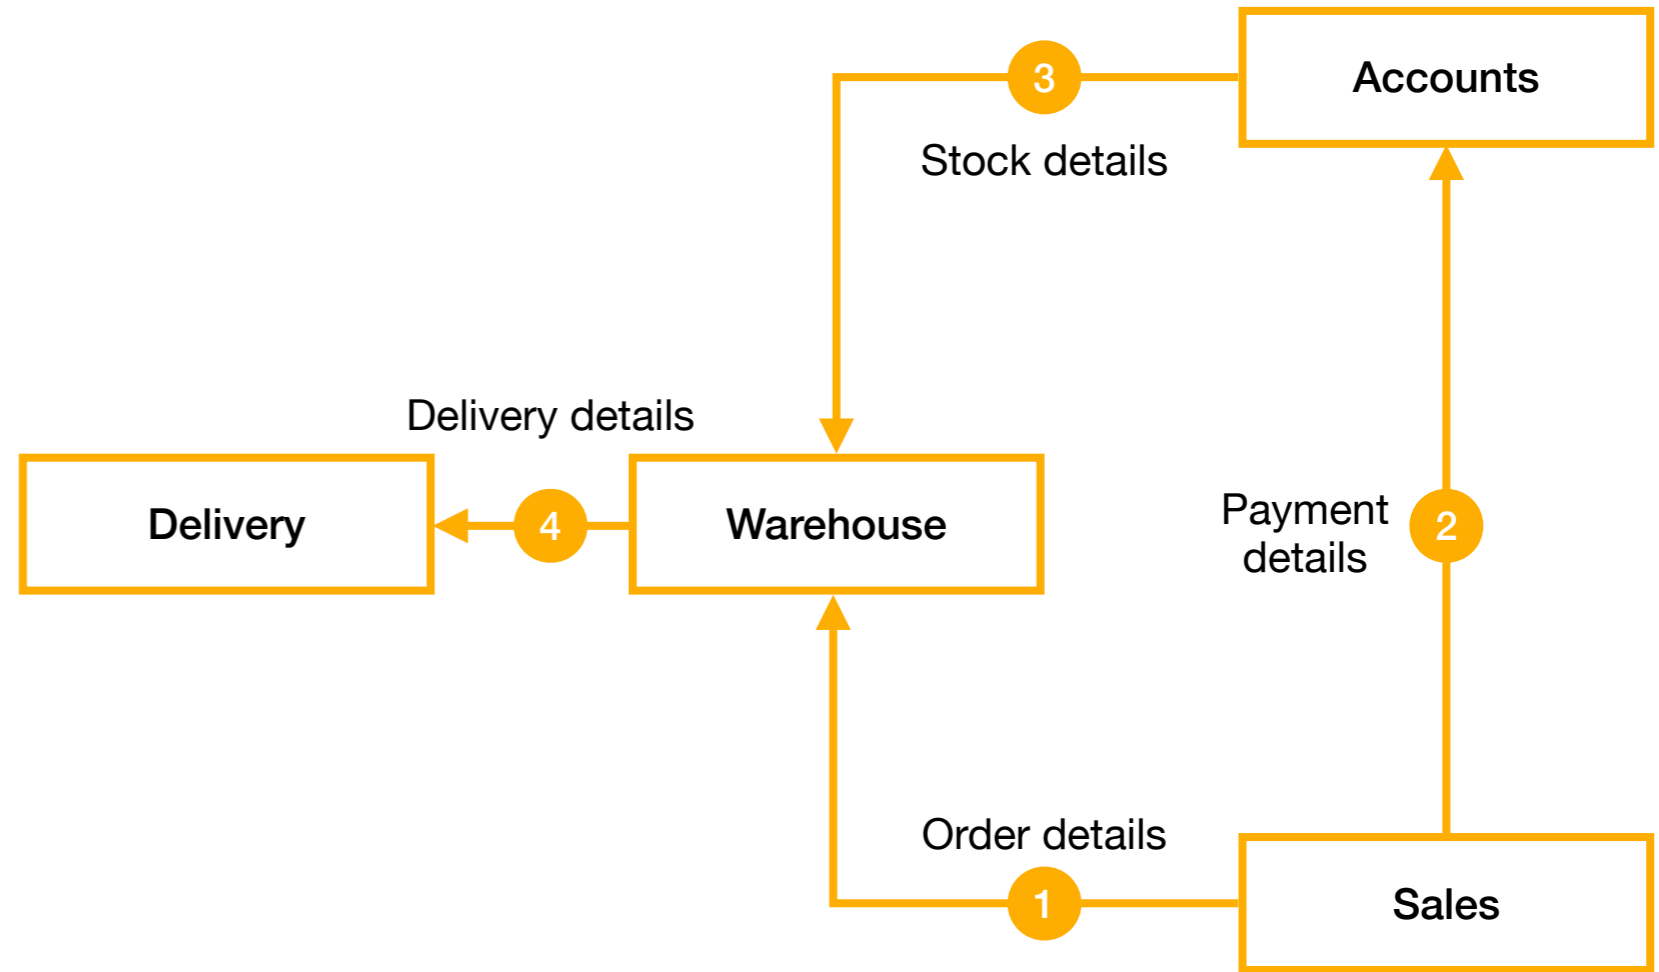 3
Accounts
Stock details
Delivery details
Delivery
4
Warehouse
Payment
details
2
Order details
1
Sales